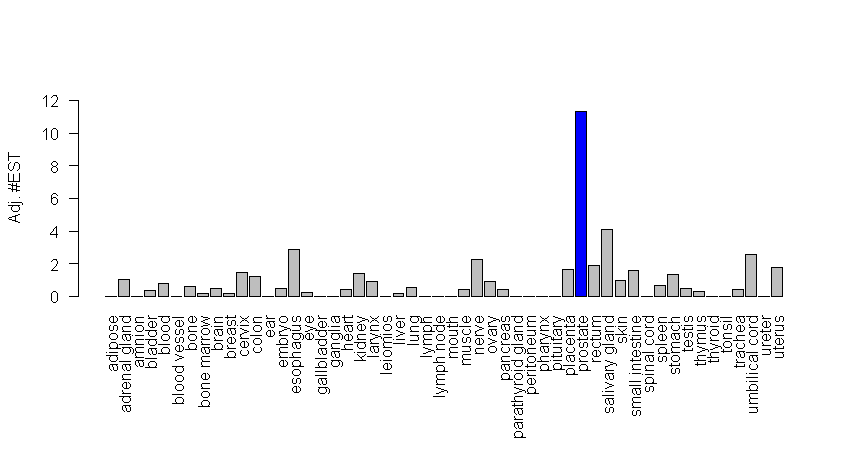 Adj. #EST
12
10
8
6
4
2
0
adipose
adrenal gland
amnion
bladder
blood
blood vessel
bone
bone marrow
brain
breast
cervix
colon
ear
embryo
esophagus
eye
gallbladder
ganglia
heart
kidney
larynx
leiomios
liver
lung
lymph
lymph node
mouth
muscle
nerve
ovary
pancreas
parathyroid gland
peritoneum
pharynx
pituitary
placenta
prostate
rectum
salivary gland
skin
small intestine
spinal cord
spleen
stomach
testis
thymus
thyroid
tonsil
trachea
umbilical cord
ureter
uterus